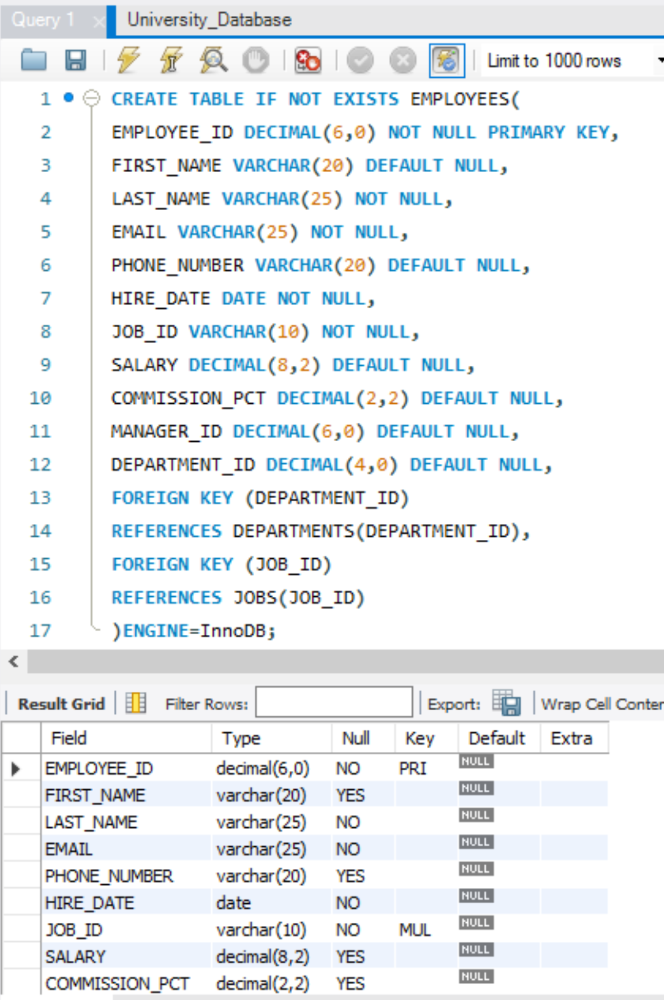 Query 1 University_Database
Limit to 1000 rows
1 CREATE TABLE IF NOT EXISTS EMPLOYEES(
2 EMPLOYEE_ID DECIMAL(6,0) NOT NULL PRIMARY KEY,
3 FIRST_NAME VARCHAR(20) DEFAULT NULL,
4 LAST_NAME VARCHAR(25) NOT NULL,
5 EMAIL VARCHAR(25) NOT NULL,
6 PHONE_NUMBER VARCHAR(20) DEFAULT NULL,
7 HIRE_DATE DATE NOT NULL,
8 JOB_ID VARCHAR(10) NOT NULL,
9 SALARY DECIMAL(8,2) DEFAULT NULL,
10 COMMISSION_PCT DECIMAL(2,2) DEFAULT NULL,
11 MANAGER_ID DECIMAL(6,0) DEFAULT NULL,
12 DEPARTMENT_ID DECIMAL(4,0) DEFAULT NULL,
13 FOREIGN KEY (DEPARTMENT_ID)
14 REFERENCES DEPARTMENTS(DEPARTMENT_ID),
15 FOREIGN KEY (JOB_ID)
16 REFERENCES JOBS(JOB_ID)
17 )ENGINE=InnoDB;
Result Grid Filter Rows: Export: Wrap Cell Conter
Field Type Null Key Default Extra
EMPLOYEE_ID decimal(6,0) NO PRI NULL
FIRST_NAME varchar(20) YES NULL
LAST_NAME varchar(25) NO NULL
EMAIL varchar(25) NO NULL
PHONE_NUMBER varchar(20) YES NULL
HIRE_DATE date NO NULL
JOB_ID varchar(10) NO MUL NULL
SALARY decimal(8,2) YES NULL
COMMISSION_PCT decimal(2,2) YES NULL